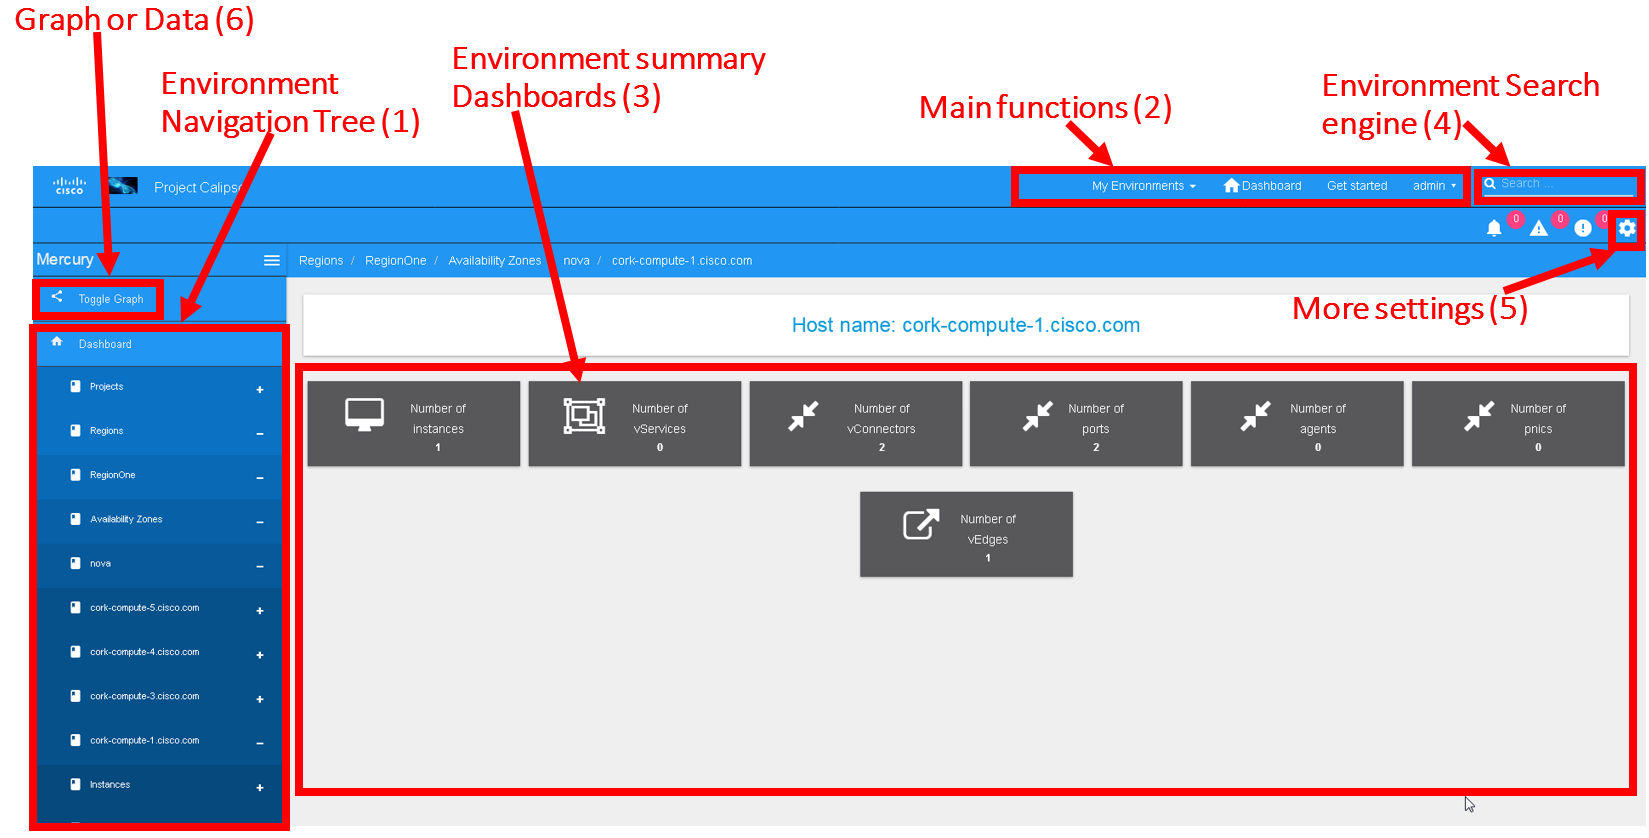 Graph or Data (6)
Environment
Navigation Tree (1)
Environment summary
Dashboards (3)
Main functions (2)
Environment Search
engine (4)
cisco
Project Calips
My Environments
Dashboard
Get started
admin
Search ...
0
0
0
Mercury
Regions / RegionOne / Availability Zones nova / cork-compute-1.cisco.com
More settings (5)
Toggle Graph
Host name: cork-compute-1.cisco.com
Dashboard
Projects
Regions
RegionOne
Availability Zones
nova
cork-compute-5.cisco.com
cork-compute-4.cisco.com
cork-compute-3.cisco.com
cork-compute-1.cisco.com
Instances
Number of
instances
1
Number of
vServices
0
Number of
vConnectors
2
Number of
ports
2
Number of
agents
0
Number of
pnics
0
Number of
vEdges
1